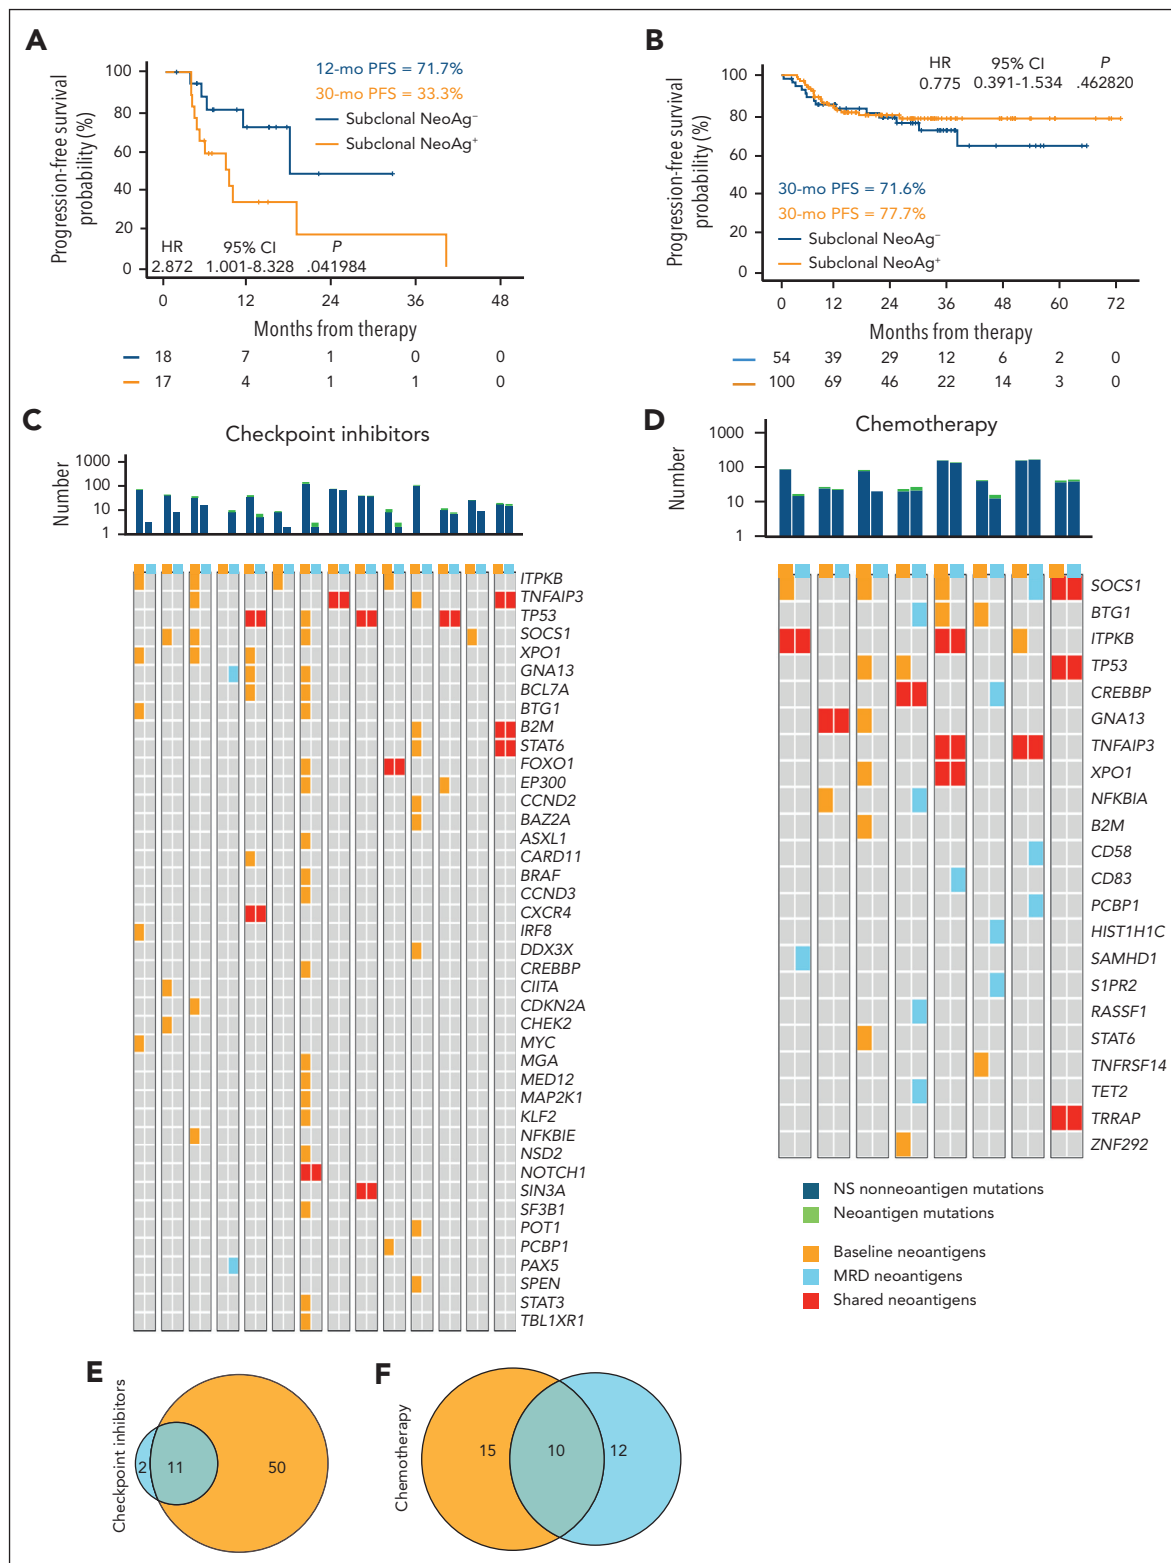 A
12-mo PFS = 71.7%
30-mo PFS = 33.3%
Subclonal NeoAg⁻
Subclonal NeoAg⁺
Progression-free survival
probability (%)
100
80
60
40
20
0
HR 95% CI P
2.872 1.001-8.328 .041984
0 12 24 36 48
Months from therapy
18 7 1 0 0
17 4 1 1 0
B
HR 95% CI P
0.775 0.391-1.534 .462820
Progression-free survival
probability (%)
100
80
60
40
20
0
30-mo PFS = 71.6%
30-mo PFS = 77.7%
Subclonal NeoAg⁻
Subclonal NeoAg⁺
0 12 24 36 48 60 72
Months from therapy
54 39 29 12 6 2 0
100 69 46 22 14 3 0
C
Checkpoint inhibitors
Number
1000
100
10
1
ITPKB
TNFAIP3
TP53
SOCS1
XPO1
GNA13
BCL7A
BTG1
B2M
STAT6
FOXO1
EP300
CCND2
BAZ2A
ASXL1
CARD11
BRAF
CCND3
CXCR4
IRF8
DDX3X
CREBBP
CIITA
CDKN2A
CHEK2
MYC
MGA
MED12
MAP2K1
KLF2
NFKBIE
NSD2
NOTCH1
SIN3A
SF3B1
POT1
PCBP1
PAX5
SPEN
STAT3
TBL1XR1
D
Chemotherapy
Number
1000
100
10
1
SOCS1
BTG1
ITPKB
TP53
CREBBP
GNA13
TNFAIP3
XPO1
NFKBIA
B2M
CD58
CD83
PCBP1
HIST1H1C
SAMHD1
S1PR2
RASSF1
STAT6
TNFRSF14
TET2
TRRAP
ZNF292
NS nonneoantigen mutations
Neoantigen mutations
Baseline neoantigens
MRD neoantigens
Shared neoantigens
E
Checkpoint inhibitors
2 11 50
F
Chemotherapy
15 10 12